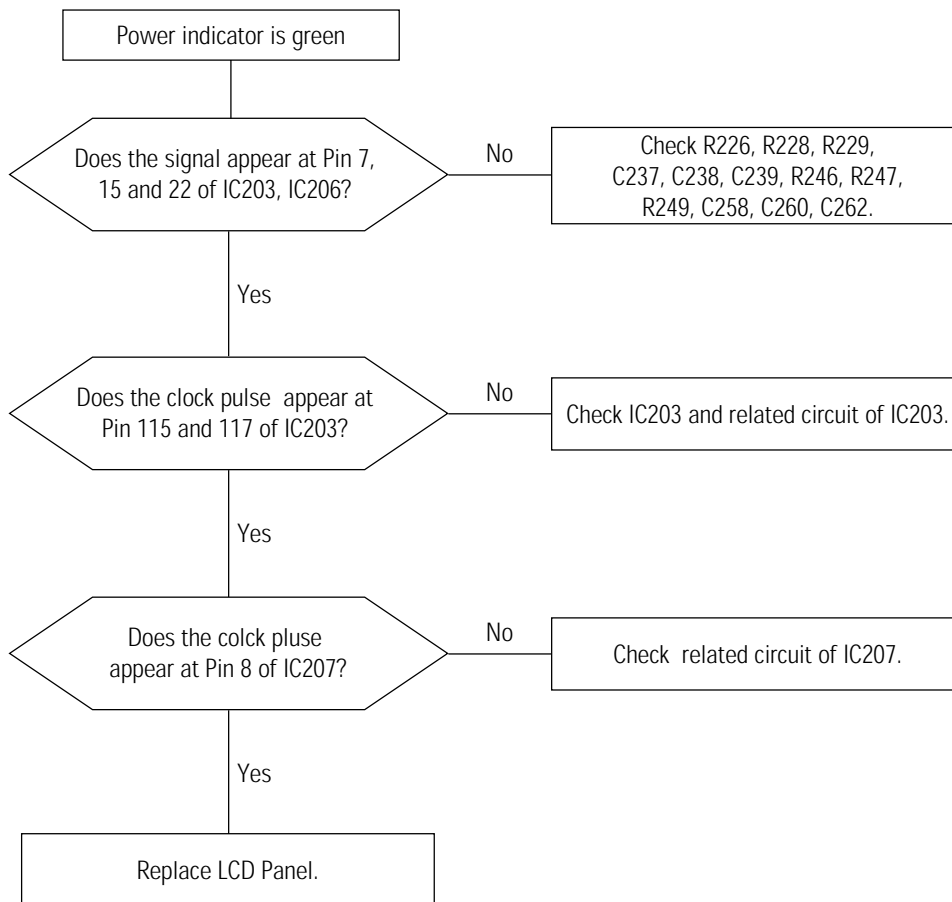 Power indicator is green
Does the signal appear at Pin 7,
15 and 22 of IC203, IC206?
No
Check R226, R228, R229,
C237, C238, C239, R246, R247,
R249, C258, C260, C262.
Yes
Does the clock pulse appear at
Pin 115 and 117 of IC203?
No
Check IC203 and related circuit of IC203.
Yes
Does the colck pluse
appear at Pin 8 of IC207?
No
Check related circuit of IC207.
Yes
Replace LCD Panel.